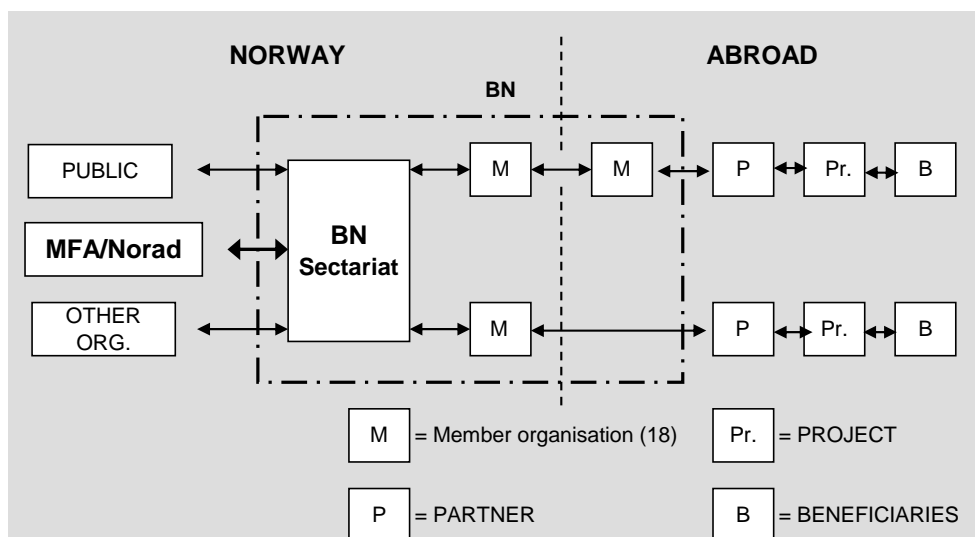 NORWAY ABROAD
BN
PUBLIC
M M P Pr. B
MFA/Norad
BN
Sectariat
OTHER
ORG.
M P Pr. B
M = Member organisation (18) Pr. = PROJECT
P = PARTNER B = BENEFICIARIES